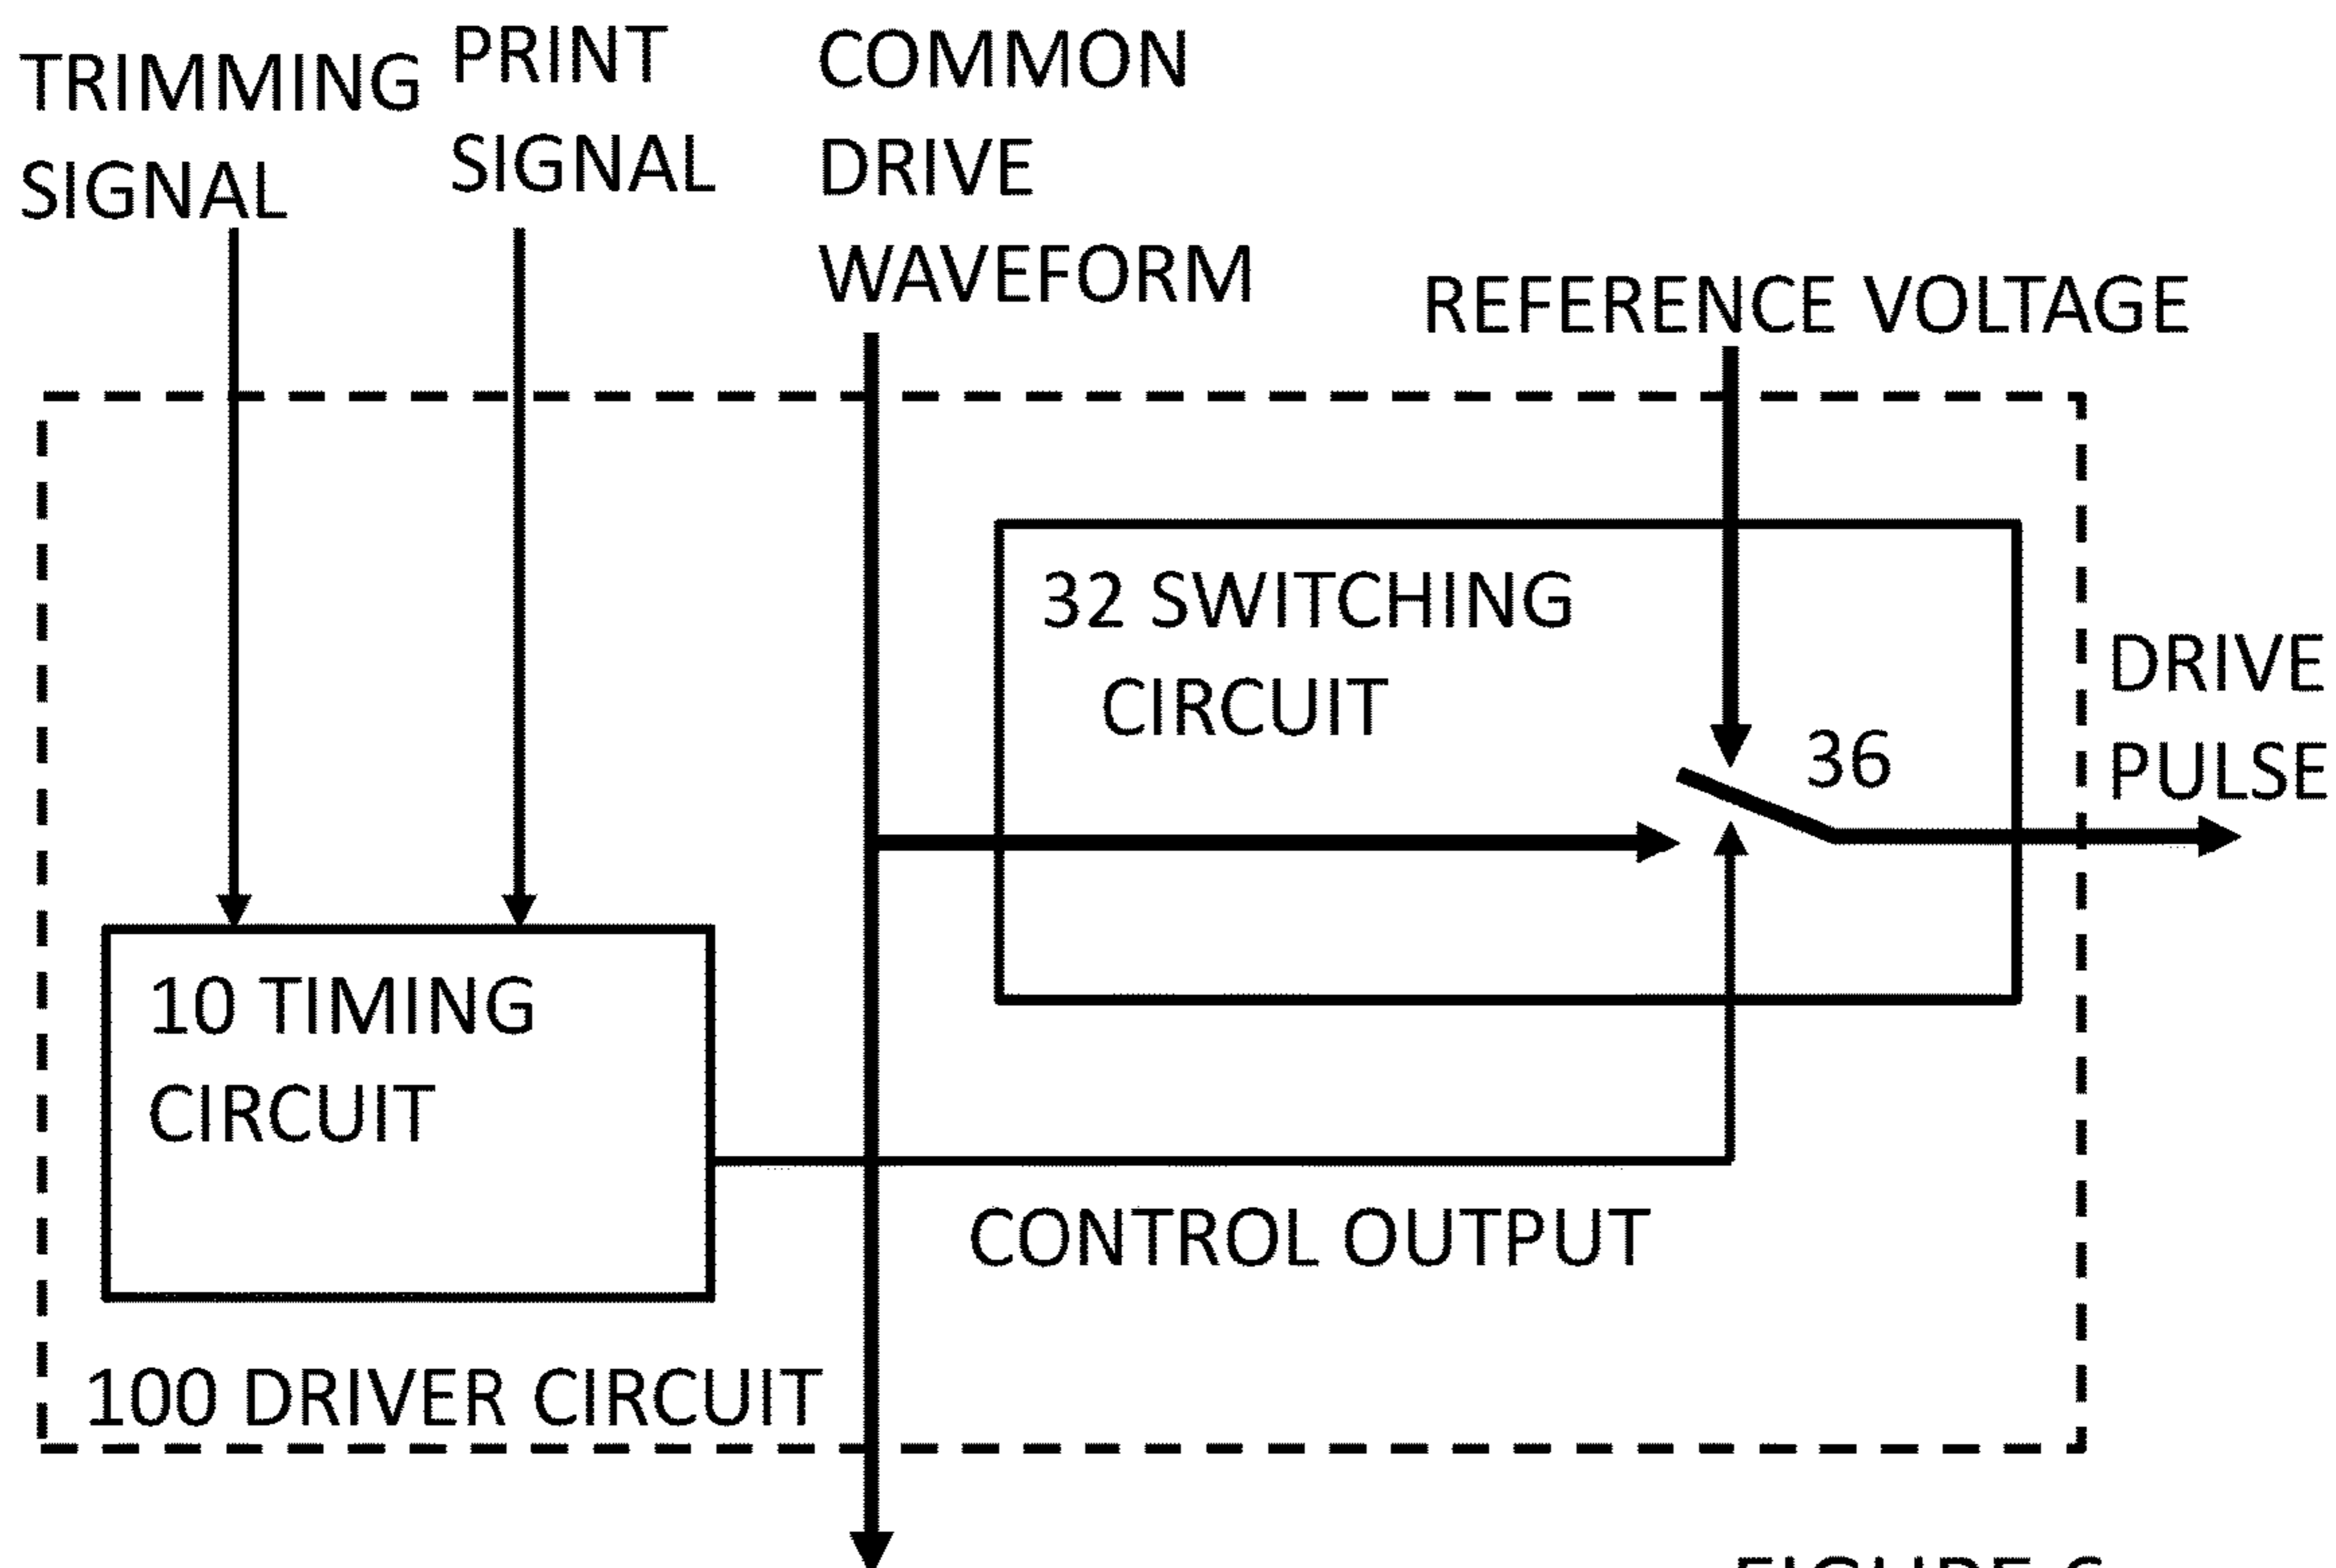 TRIMMING
SIGNAL
PRINT
SIGNAL
COMMON
DRIVE
WAVEFORM
REFERENCE VOLTAGE
32 SWITCHING
CIRCUIT
36
DRIVE
PULSE
10 TIMING
CIRCUIT
CONTROL OUTPUT
100 DRIVER CIRCUIT